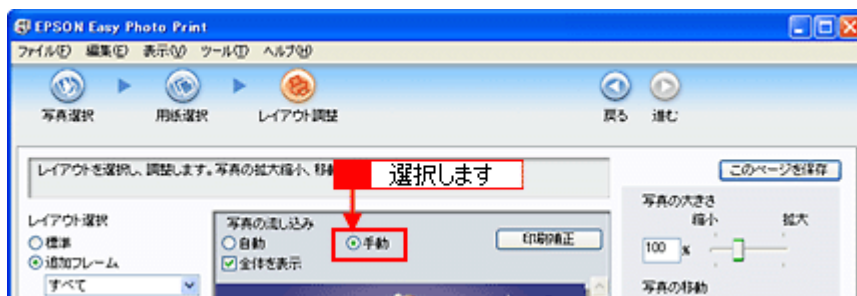 EPSON Easy Photo Print
ファイル(F) 編集(E) 表示(V) ツール(T) ヘルプ(H)
写真選択 用紙選択 レイアウト調整 戻る 進む
レイアウトを選択し、調整します。写真の拡大縮小、移動
選択します
このページを保存
レイアウト選択
標準
追加フレーム
すべて
写真の流し込み
自動 手動
全体を表示
印刷補正
写真の大きさ
縮小 拡大
100 %
写真の移動